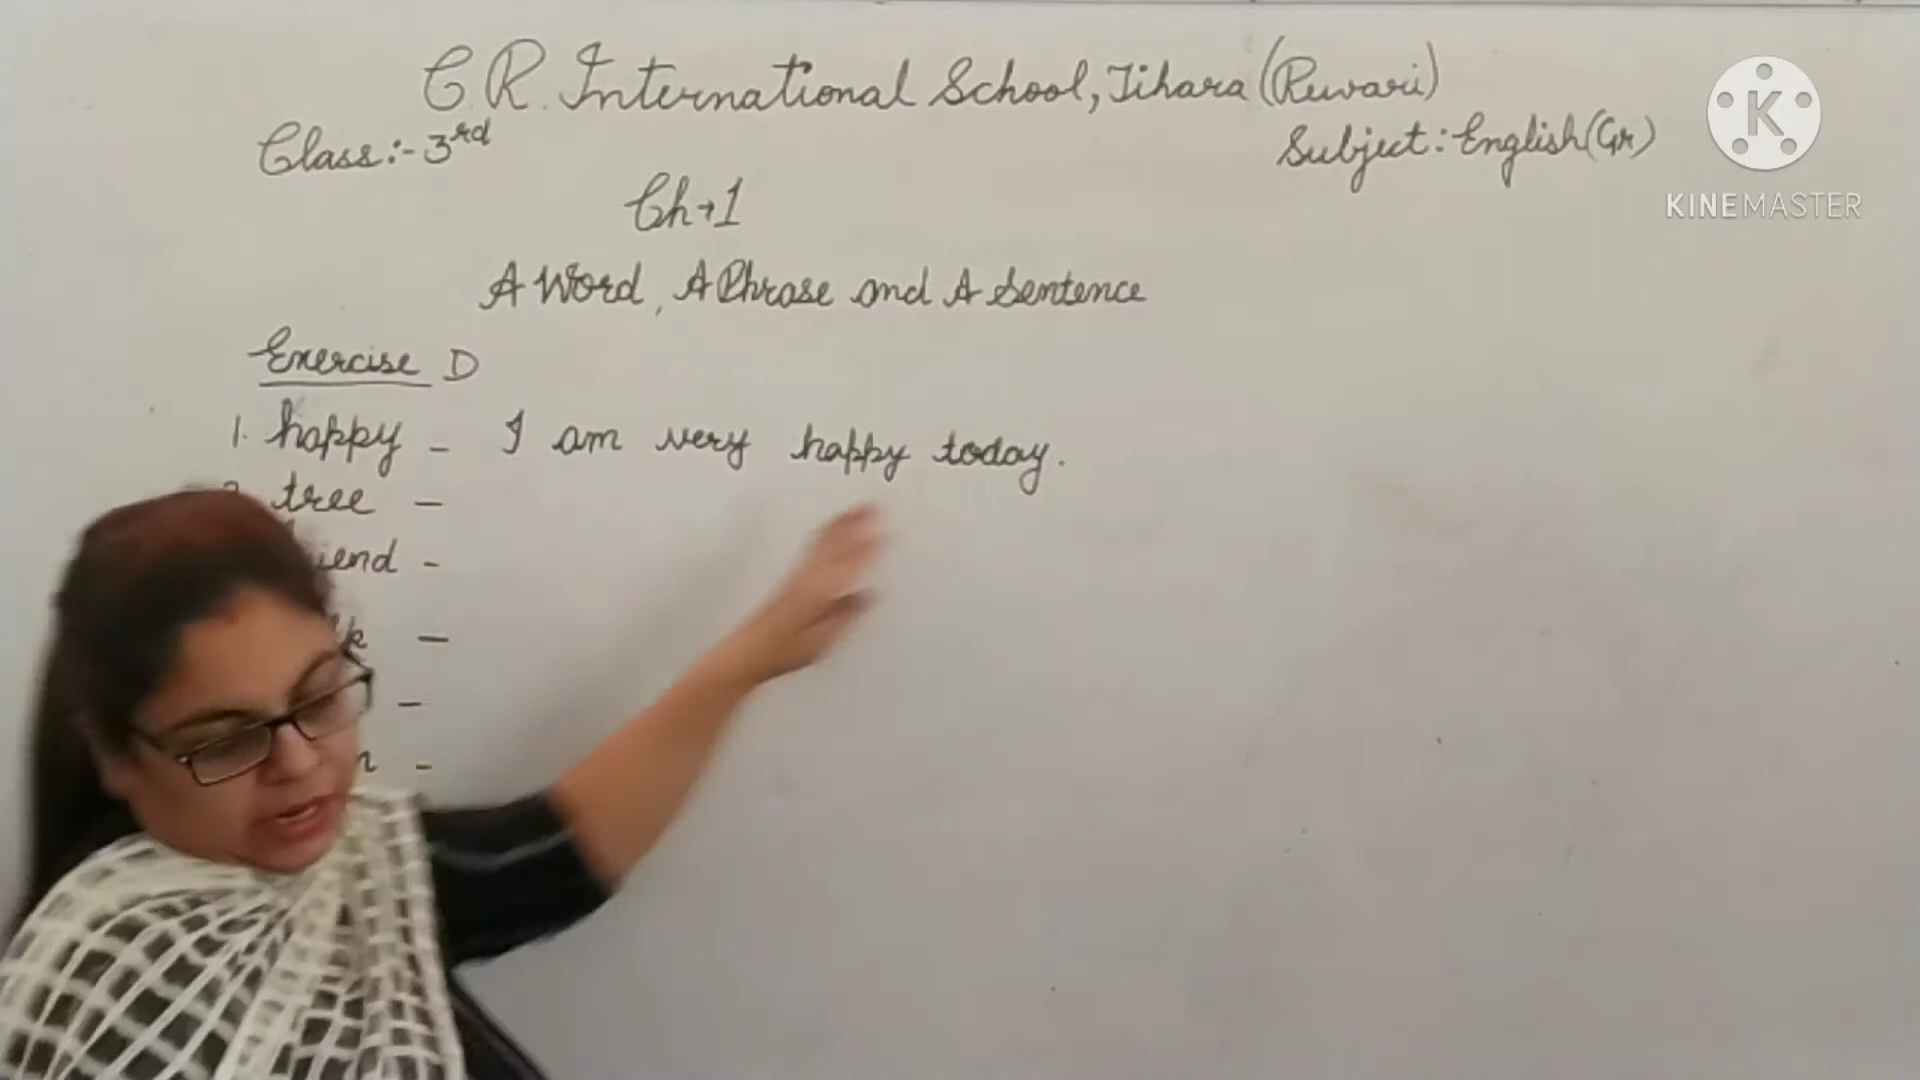 C.R. International School, Jihara (Rewari)
Class:- 3rd
Subject: English(Gr)
Ch→1
A Word, A Phrase and A Sentence
Exercise D
1. happy - I am very happy today.
tree -
-
-
-
-
K
KINEMASTER